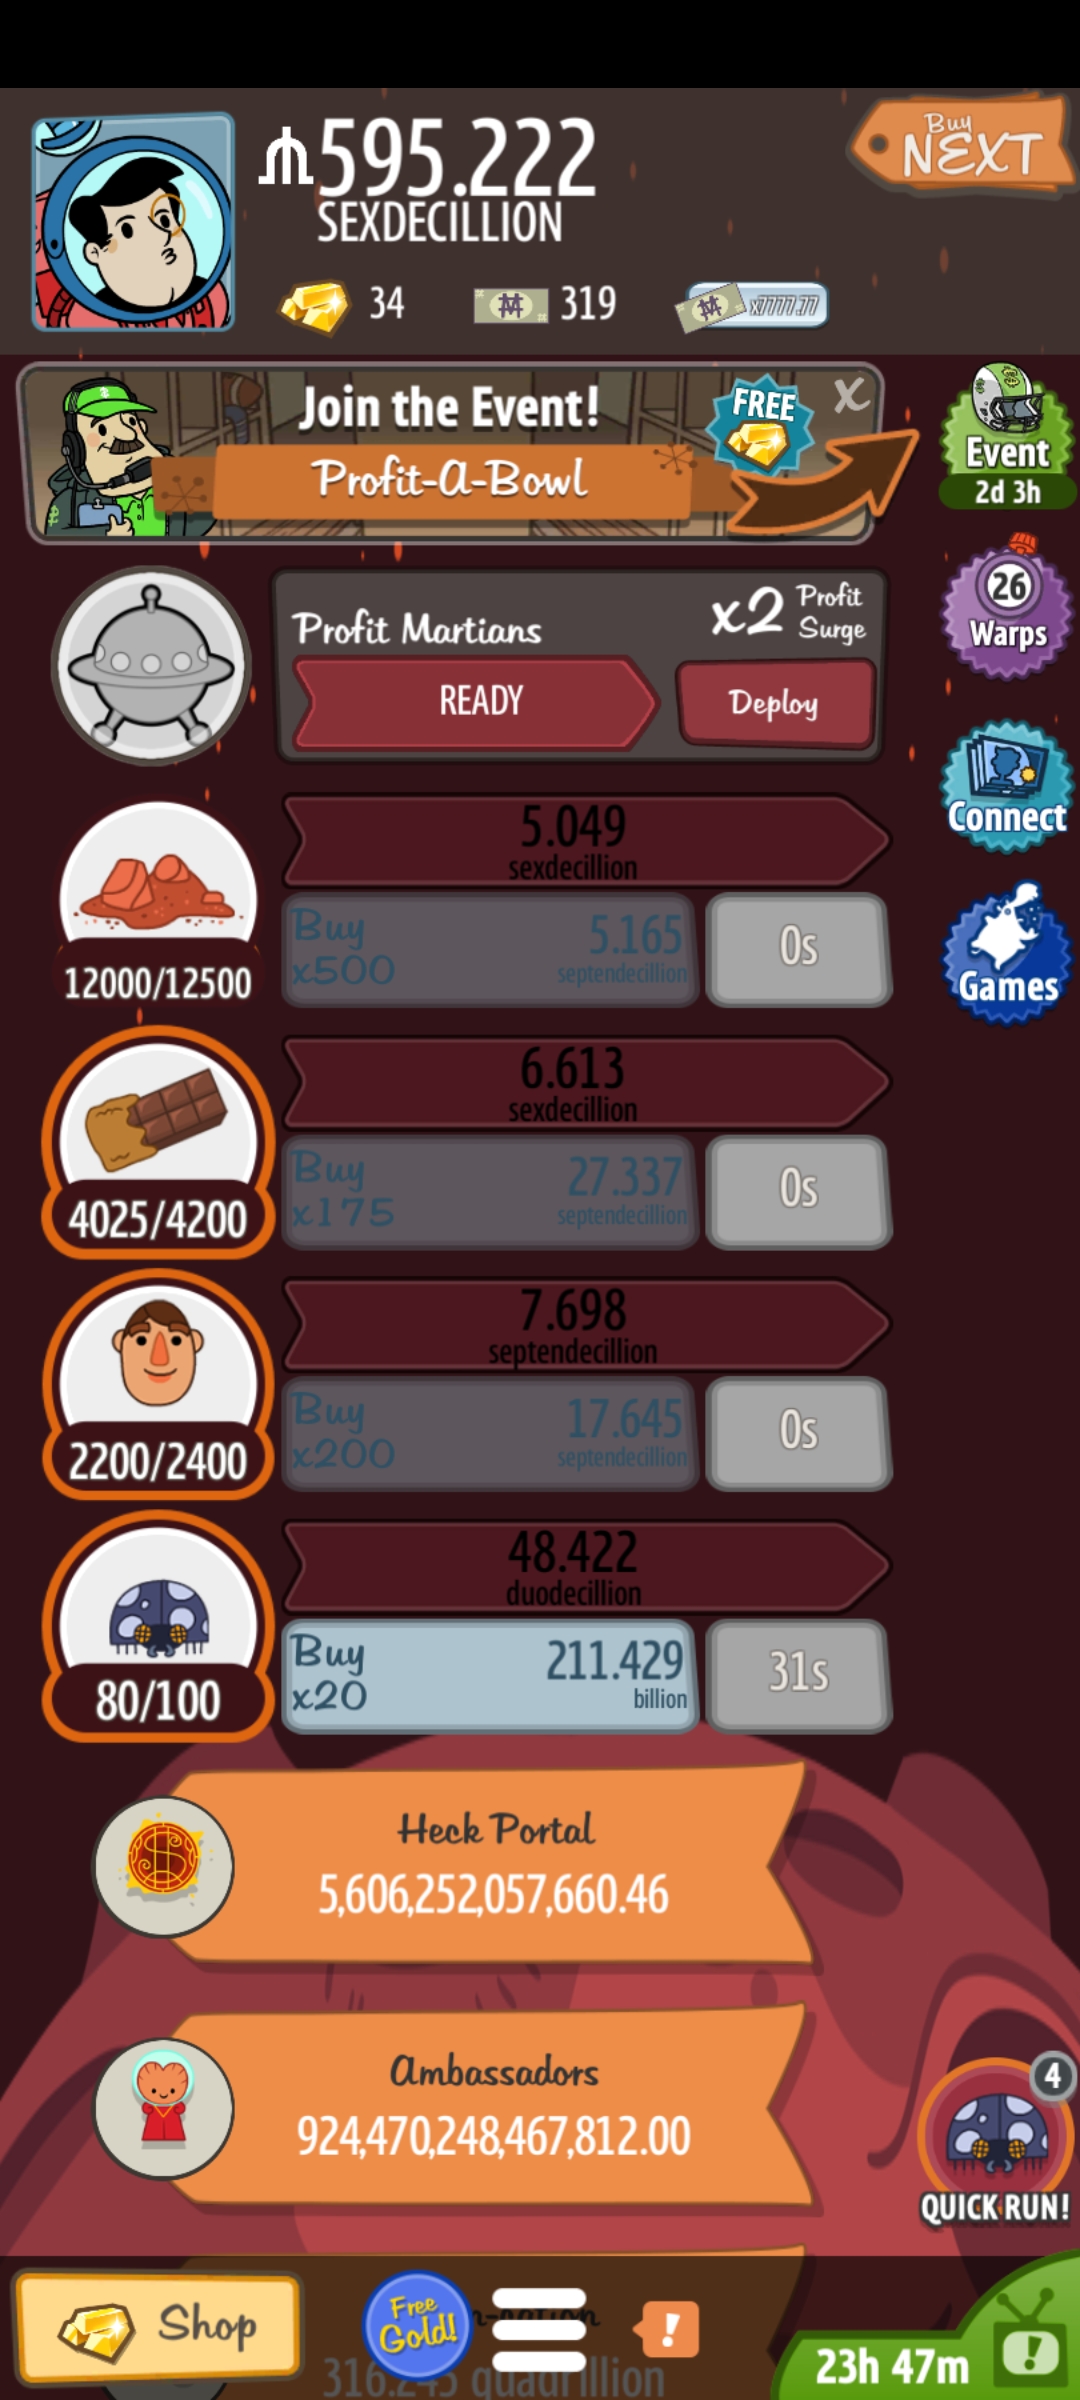 595.222
SEXDECILLION
Buy
NEXT
34
319
x7777.77
Join the Event!
Profit-A-Bowl
FREE
X
Event
2d 3h
26
Warps
Profit Martians
x2 Profit Surge
READY
Deploy
Connect
Games
5.049
sexdecillion
12000/12500
Buy x500
5.165
septendecillion
0s
6.613
sexdecillion
4025/4200
Buy x175
27.337
septendecillion
0s
7.698
septendecillion
2200/2400
Buy x200
17.645
septendecillion
0s
48.422
duodecillion
80/100
Buy x20
211.429
billion
31s
Heck Portal
5,606,252,057,660.46
Ambassadors
924,470,248,467,812.00
4
QUICK RUN!
Shop
Free Gold!
!
quadrillion
23h 47m
!